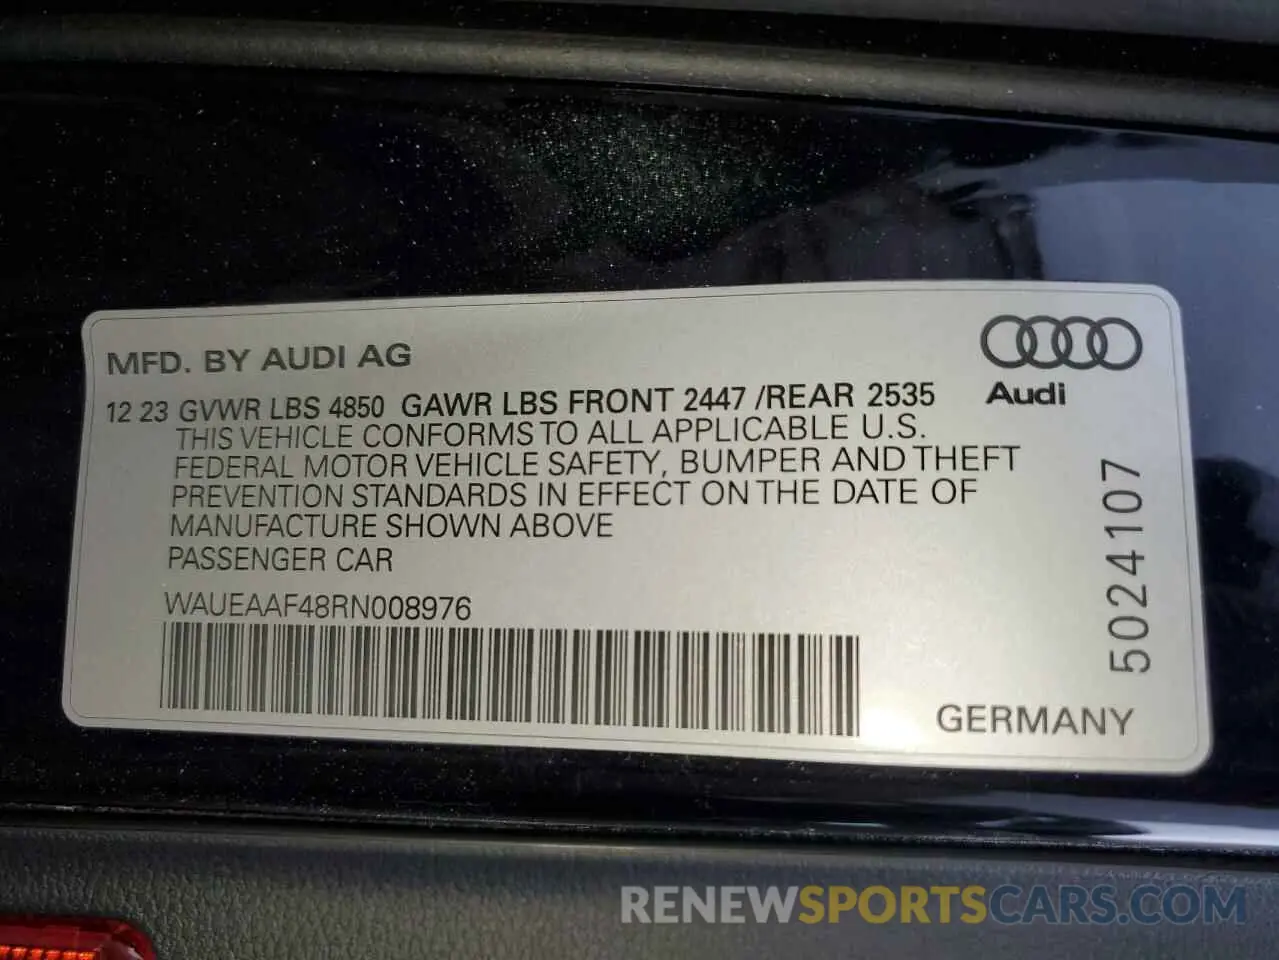 MFD. BY AUDI AG
Audi
12 23 GVWR LBS 4850 GAWR LBS FRONT 2447 /REAR 2535
THIS VEHICLE CONFORMS TO ALL APPLICABLE U.S.
FEDERAL MOTOR VEHICLE SAFETY, BUMPER AND THEFT
PREVENTION STANDARDS IN EFFECT ON THE DATE OF
MANUFACTURE SHOWN ABOVE
PASSENGER CAR
WAUEAAF48RN008976
5024107
GERMANY
RENEWSPORTSCARS.COM